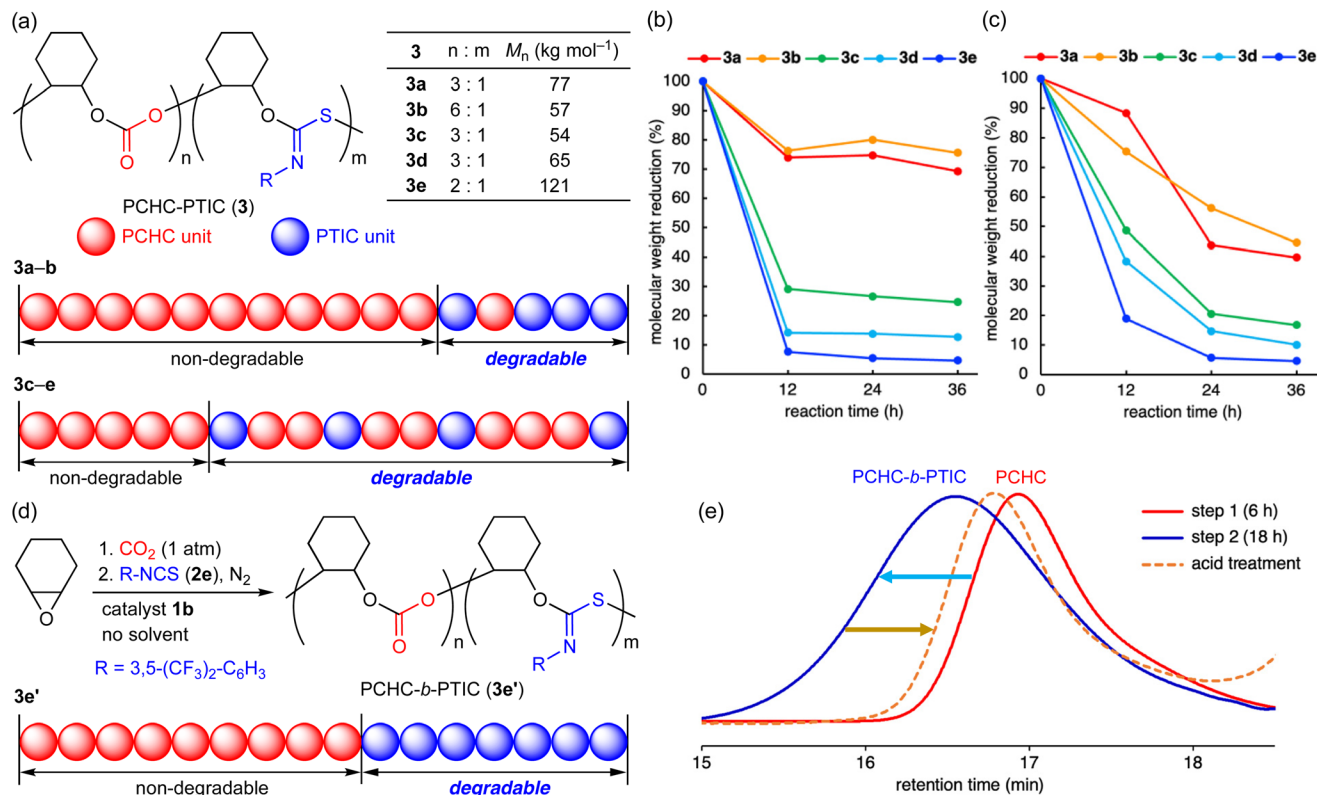 (a)
O
O
O
n
O
S
N
R
m
PCHC-PTIC (3)
PCHC unit
PTIC unit
3 n : m Mn (kg mol–1)
3a 3 : 1 77
3b 6 : 1 57
3c 3 : 1 54
3d 3 : 1 65
3e 2 : 1 121
3a–b
non-degradable
degradable
3c–e
non-degradable
degradable
(b)
3a 3b 3c 3d 3e
molecular weight reduction (%)
100
90
80
70
60
50
40
30
20
10
0
0 12 24 36
reaction time (h)
(c)
3a 3b 3c 3d 3e
molecular weight reduction (%)
100
90
80
70
60
50
40
30
20
10
0
0 12 24 36
reaction time (h)
(d)
O
1. CO2 (1 atm)
2. R-NCS (2e), N2
catalyst 1b
no solvent
R = 3,5-(CF3)2-C6H3
O
O
O
n
O
S
N
R
m
PCHC-b-PTIC (3e')
3e'
non-degradable
degradable
(e)
PCHC-b-PTIC
PCHC
step 1 (6 h)
step 2 (18 h)
acid treatment
15 16 17 18
retention time (min)